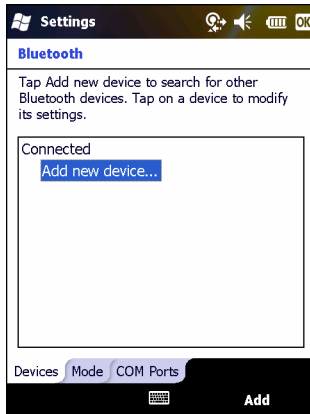 Settings
OK
Bluetooth
Tap Add new device to search for other
Bluetooth devices. Tap on a device to modify
its settings.
Connected
Add new device...
Devices Mode COM Ports
Add